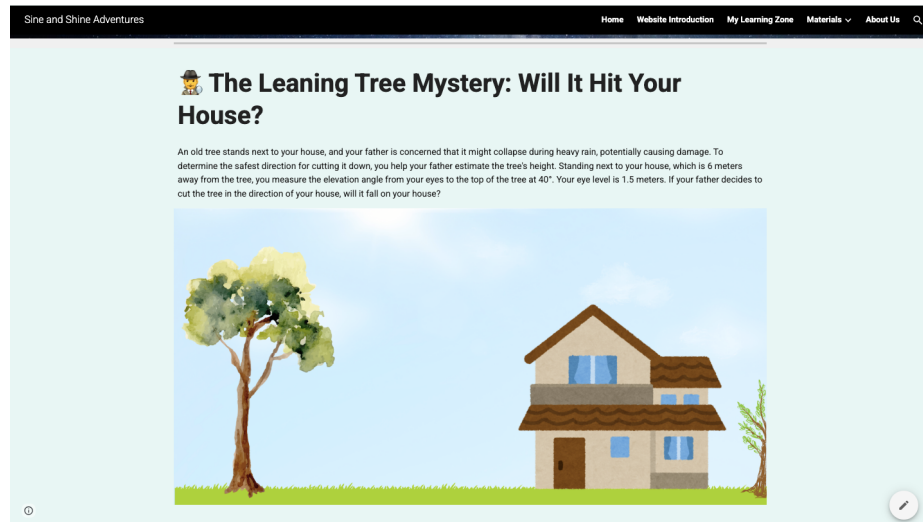 Sine and Shine Adventures
Home Website Introduction My Learning Zone Materials About Us
The Leaning Tree Mystery: Will It Hit Your
House?
An old tree stands next to your house, and your father is concerned that it might collapse during heavy rain, potentially causing damage. To
determine the safest direction for cutting it down, you help your father estimate the tree's height. Standing next to your house, which is 6 meters
away from the tree, you measure the elevation angle from your eyes to the top of the tree at 40°. Your eye level is 1.5 meters. If your father decides to
cut the tree in the direction of your house, will it fall on your house?